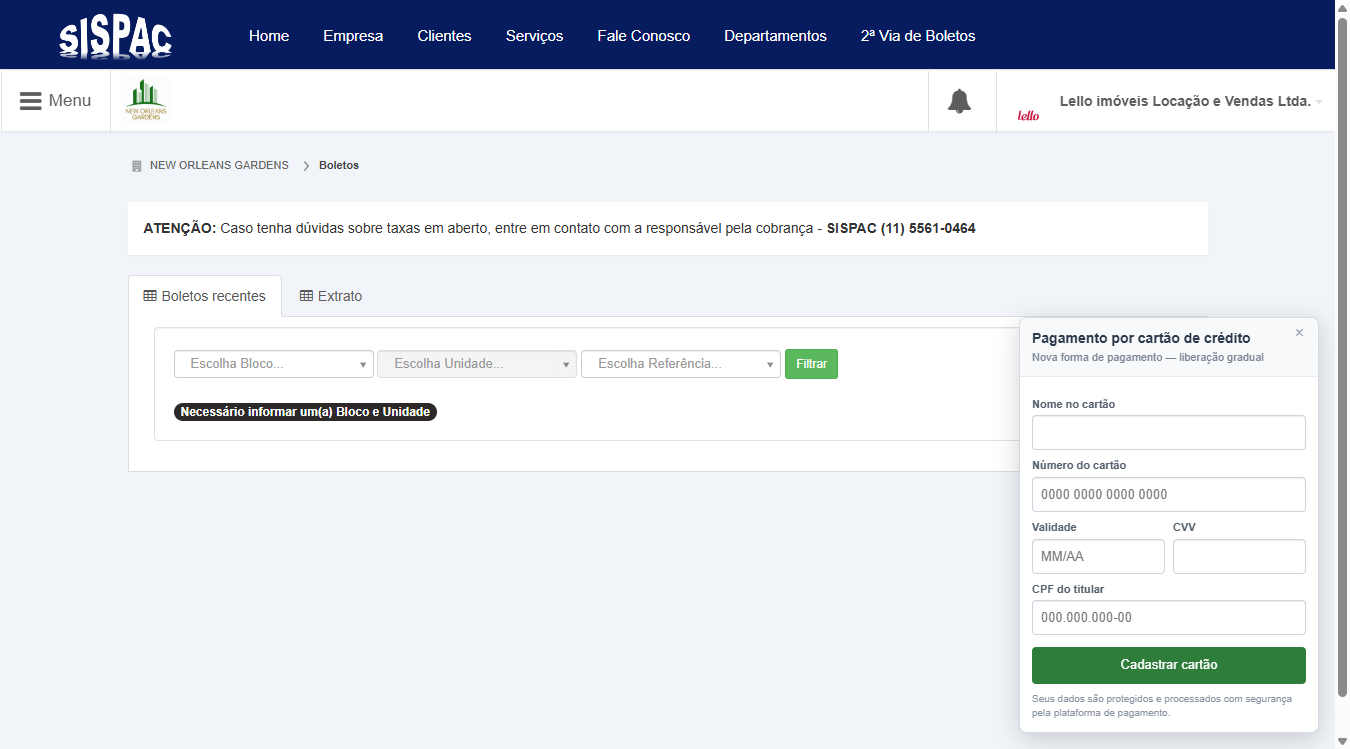 SISPAC
Home Empresa Clientes Serviços Fale Conosco Departamentos 2ª Via de Boletos
Menu
NEW ORLEANS
GARDENS
lello
Lello imóveis Locação e Vendas Ltda.
NEW ORLEANS GARDENS > Boletos
ATENÇÃO: Caso tenha dúvidas sobre taxas em aberto, entre em contato com a responsável pela cobrança - SISPAC (11) 5561-0464
Boletos recentes Extrato
Escolha Bloco... Escolha Unidade... Escolha Referência... Filtrar
Necessário informar um(a) Bloco e Unidade
Pagamento por cartão de crédito ×
Nova forma de pagamento — liberação gradual
Nome no cartão
Número do cartão
0000 0000 0000 0000
Validade CVV
MM/AA
CPF do titular
000.000.000-00
Cadastrar cartão
Seus dados são protegidos e processados com segurança
pela plataforma de pagamento.